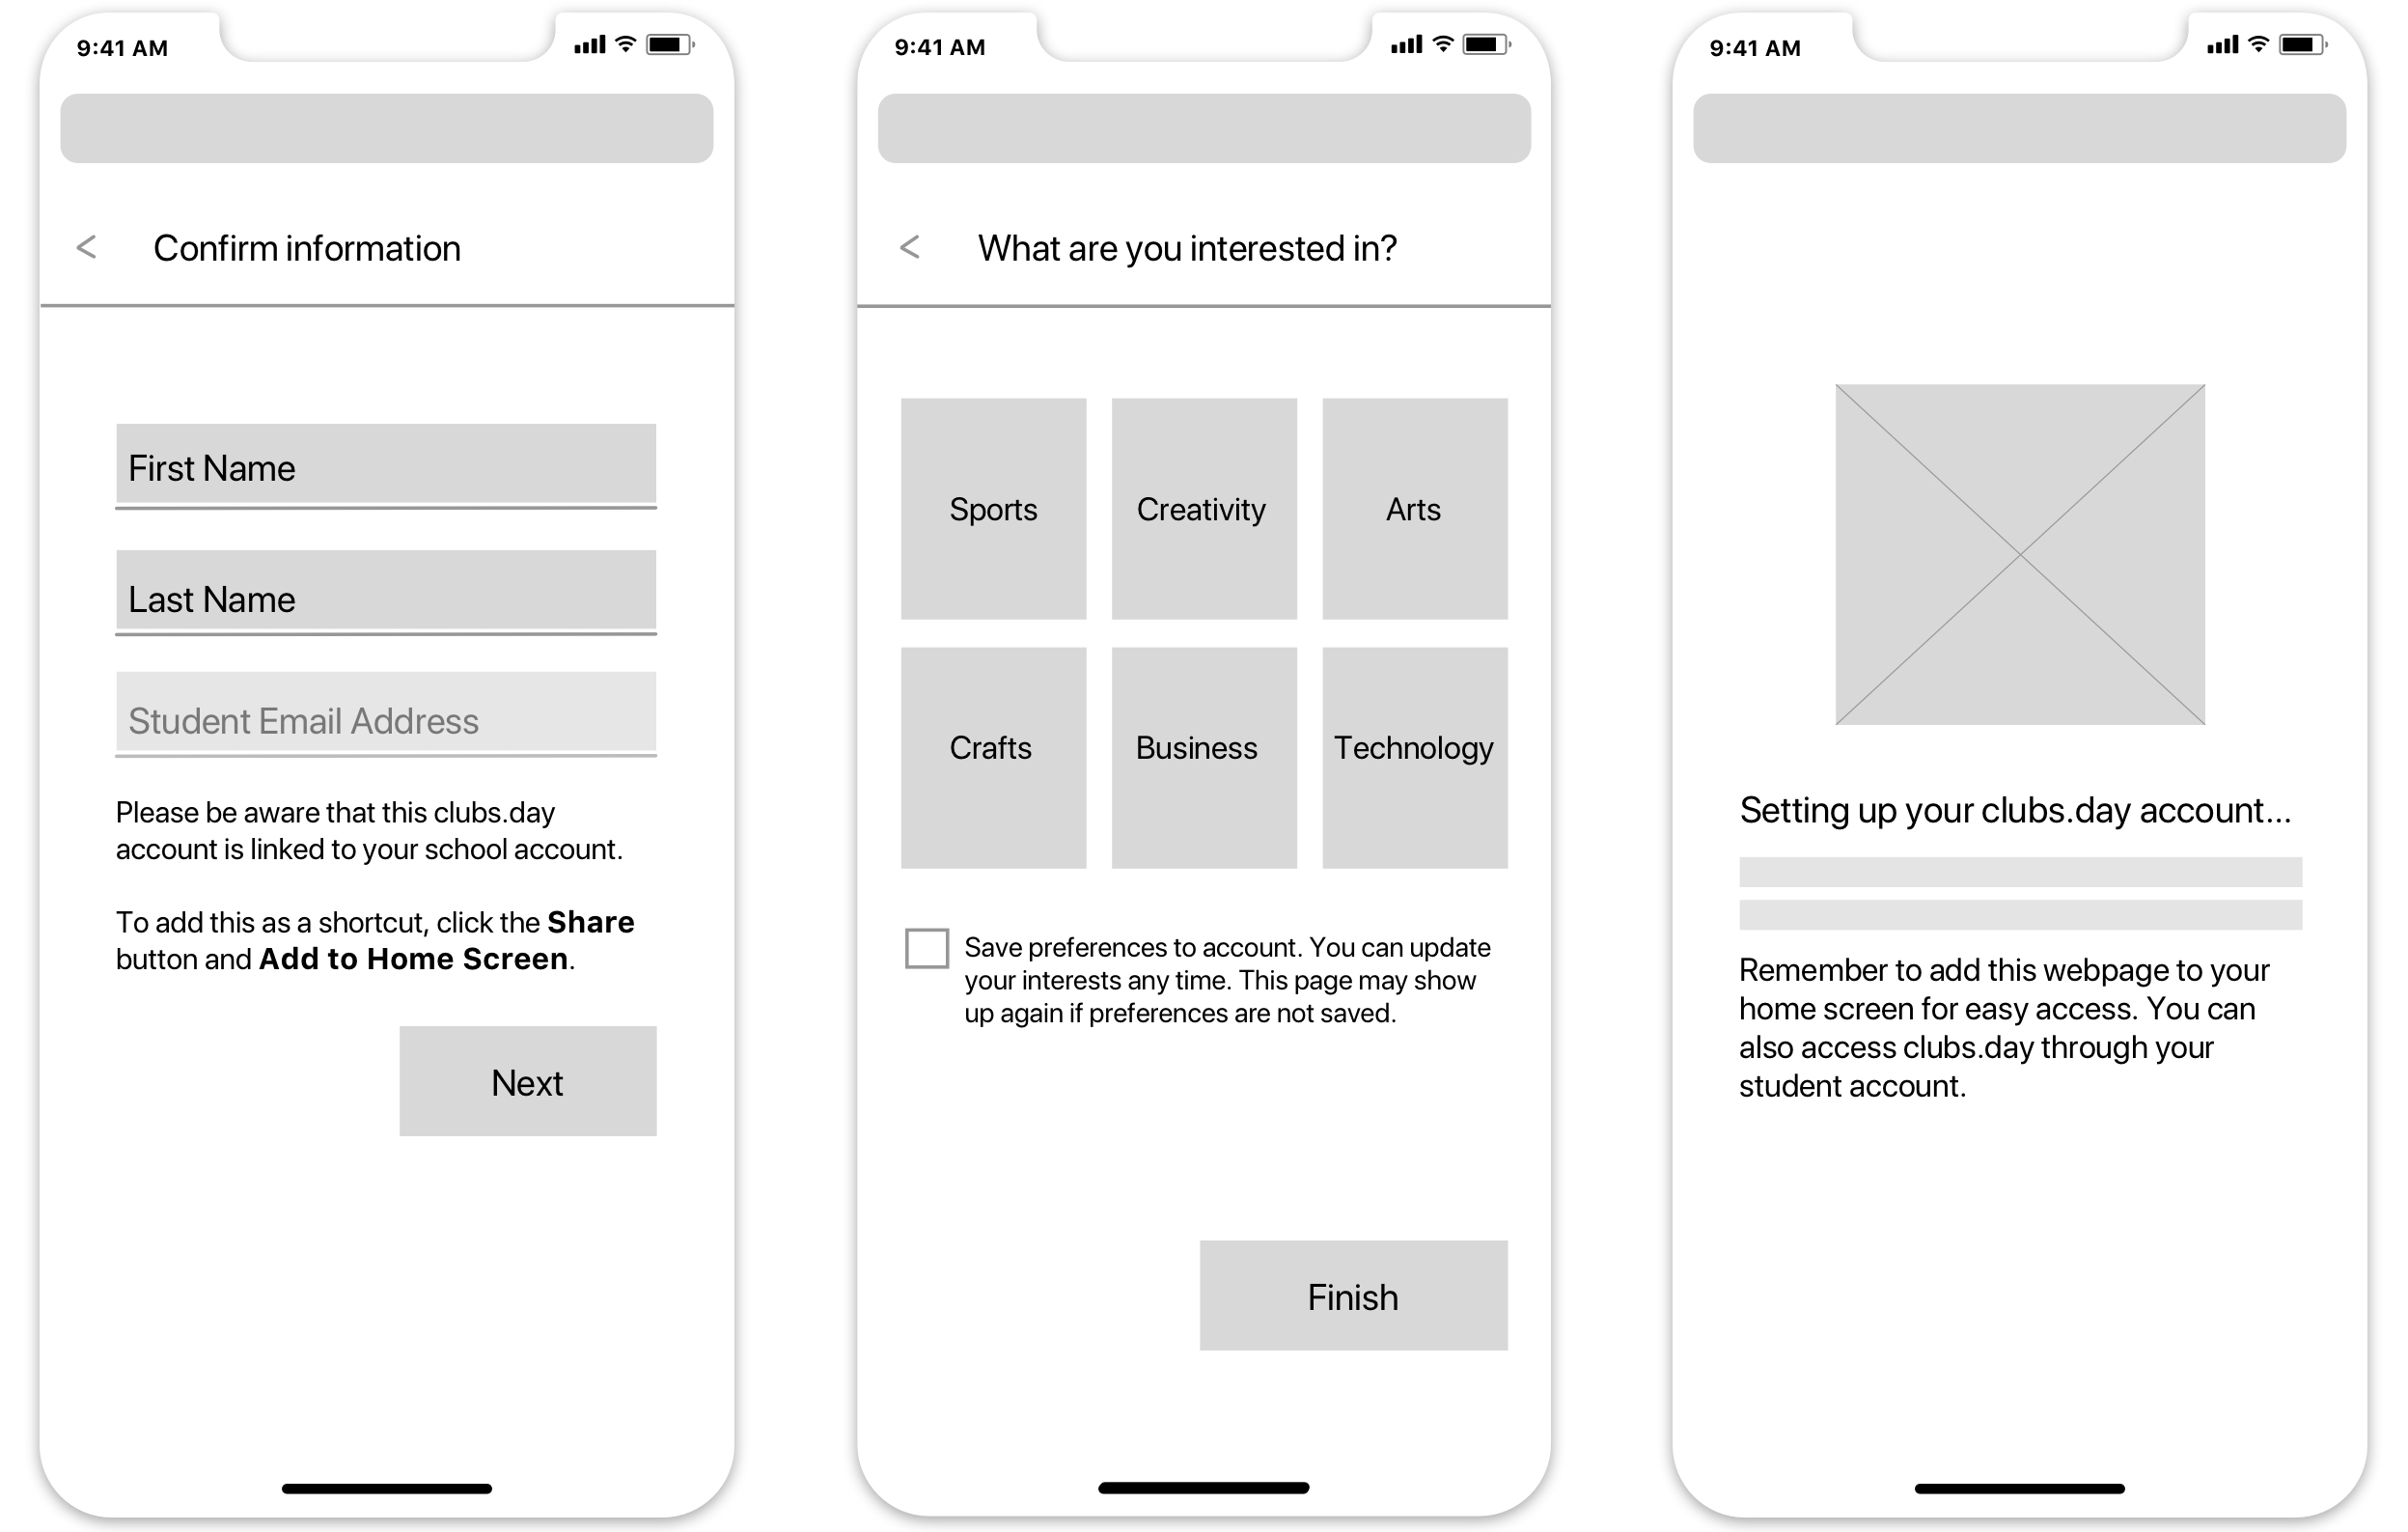 9:41 AM
Confirm information
First Name
Last Name
Student Email Address
Please be aware that this clubs.day
account is linked to your school account.
To add this as a shortcut, click the Share
button and Add to Home Screen.
Next
9:41 AM
What are you interested in?
Sports
Creativity
Arts
Crafts
Business
Technology
Save preferences to account. You can update
your interests any time. This page may show
up again if preferences are not saved.
Finish
9:41 AM
Setting up your clubs.day account...
Remember to add this webpage to your
home screen for easy access. You can
also access clubs.day through your
student account.